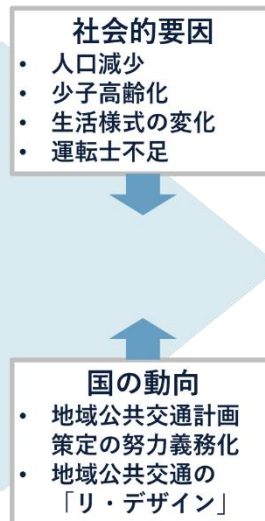 社会的要因
• 人口減少
• 少子高齢化
• 生活様式の変化
• 運転士不足
国の動向
• 地域公共交通計画
策定の努力義務化
• 地域公共交通の
「リ・デザイン」